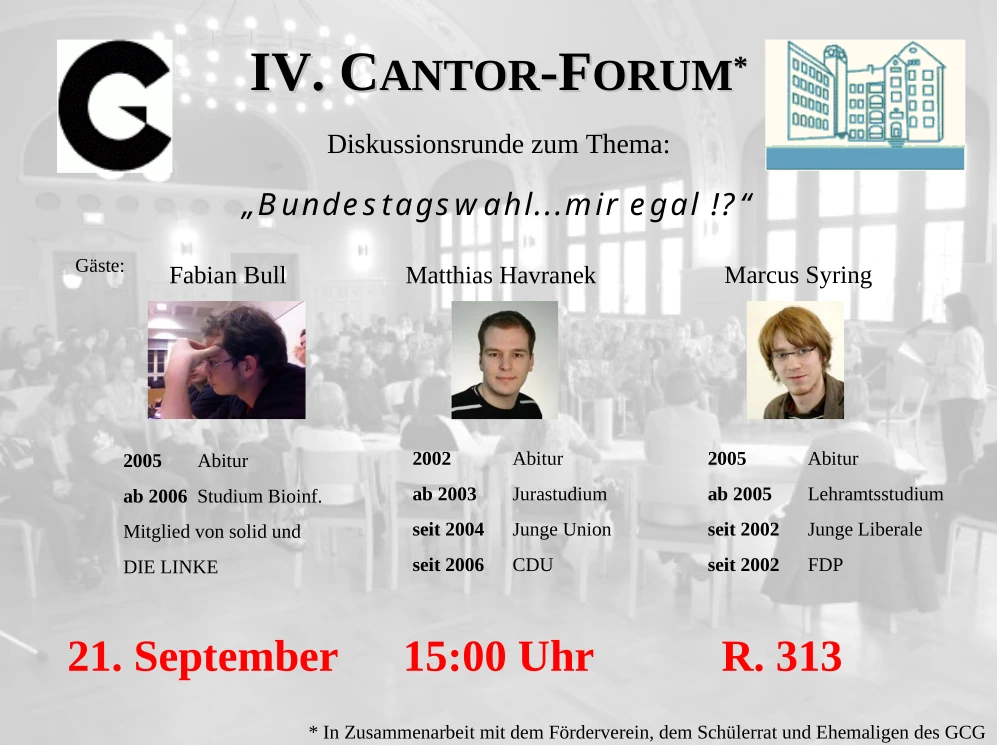 IV. CANTOR-FORUM*
Diskussionsrunde zum Thema:
„Bundestagswahl...mir egal !?“
Gäste:
Fabian Bull
Matthias Havranek
Marcus Syring
2005 Abitur
ab 2006 Studium Bioinf.
Mitglied von solid und
DIE LINKE
2002 Abitur
ab 2003 Jurastudium
seit 2004 Junge Union
seit 2006 CDU
2005 Abitur
ab 2005 Lehramtsstudium
seit 2002 Junge Liberale
seit 2002 FDP
21. September 15:00 Uhr R. 313
* In Zusammenarbeit mit dem Förderverein, dem Schülerrat und Ehemaligen des GCG